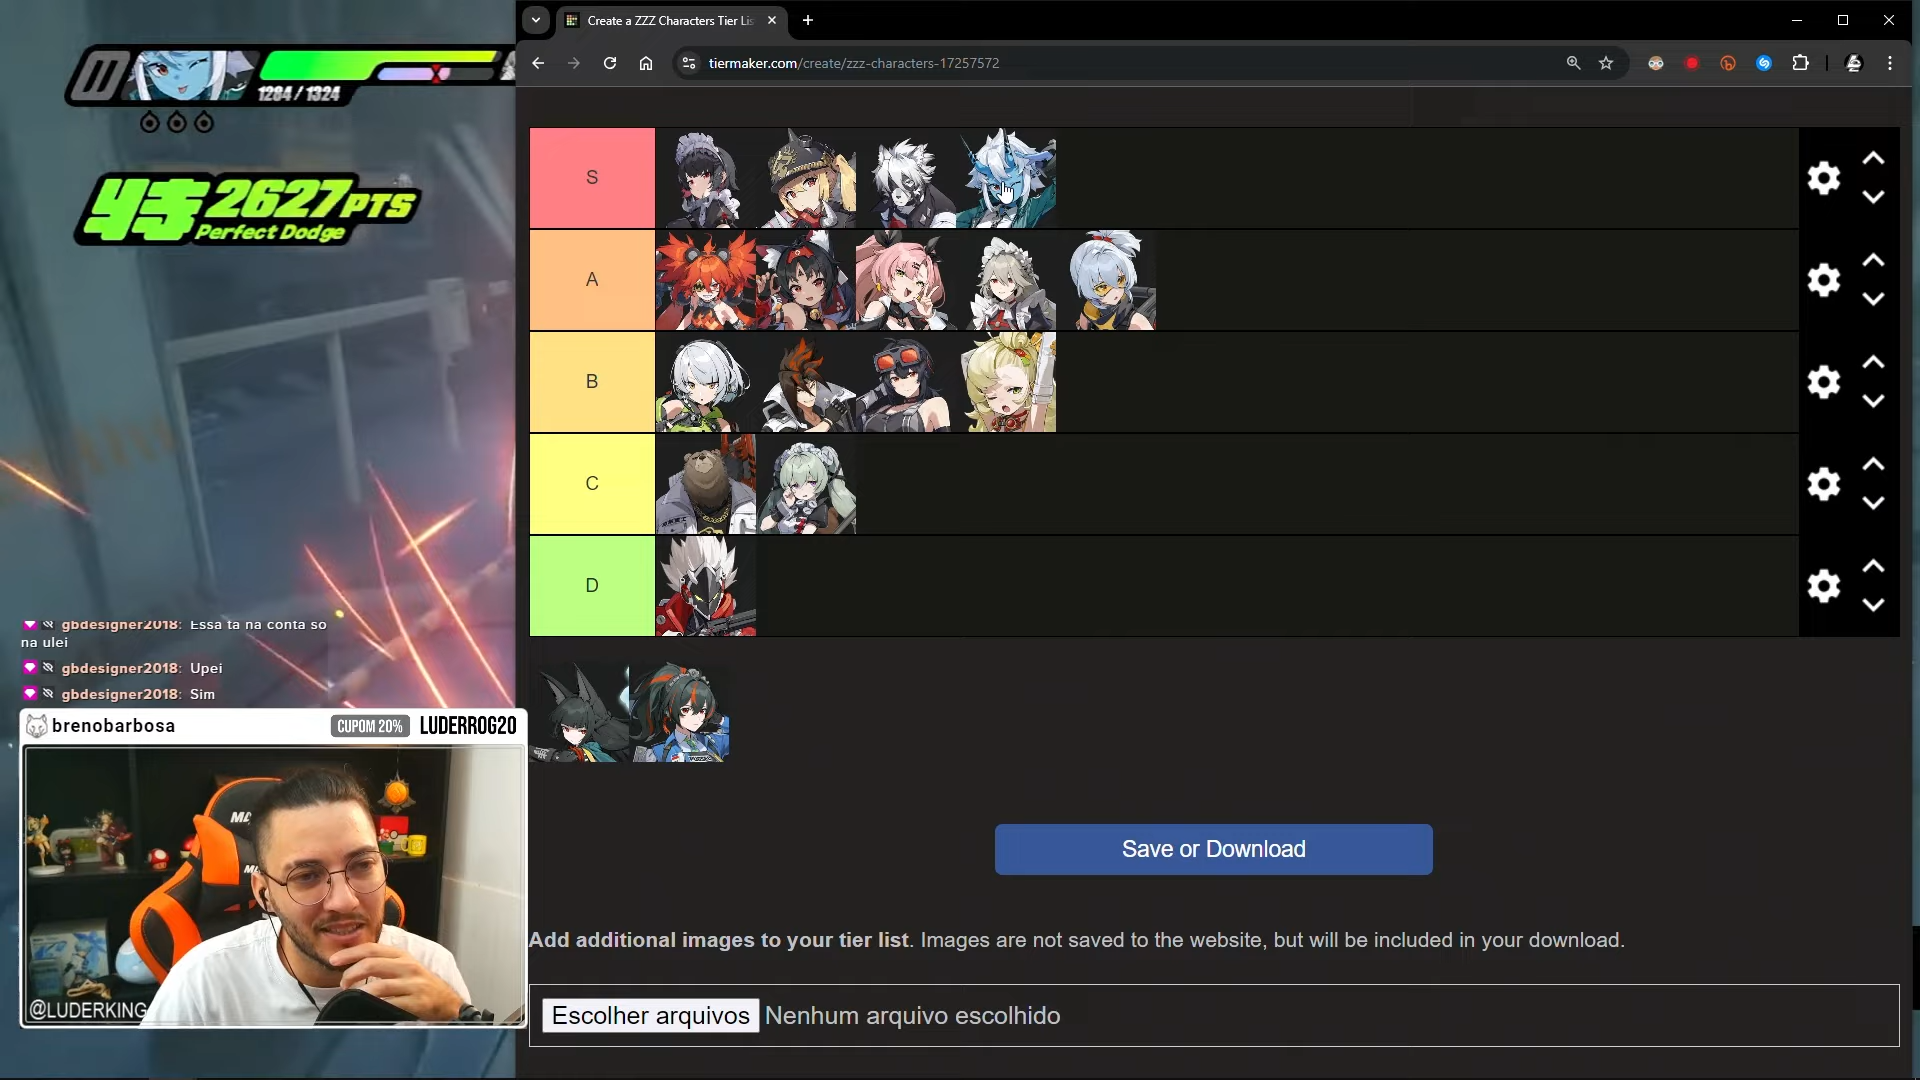 1284 / 1324
2627PTS
Perfect Dodge
gbdesigner2018: Essa ta na conta so
na ulei
gbdesigner2018: Upei
gbdesigner2018: Sim
brenobarbosa
CUPOM 20%
LUDERROG20
@LUDERKING
Create a ZZZ Characters Tier Lis
tiermaker.com/create/zzz-characters-17257572
S
A
B
C
D
Save or Download
Add additional images to your tier list. Images are not saved to the website, but will be included in your download.
Escolher arquivos Nenhum arquivo escolhido